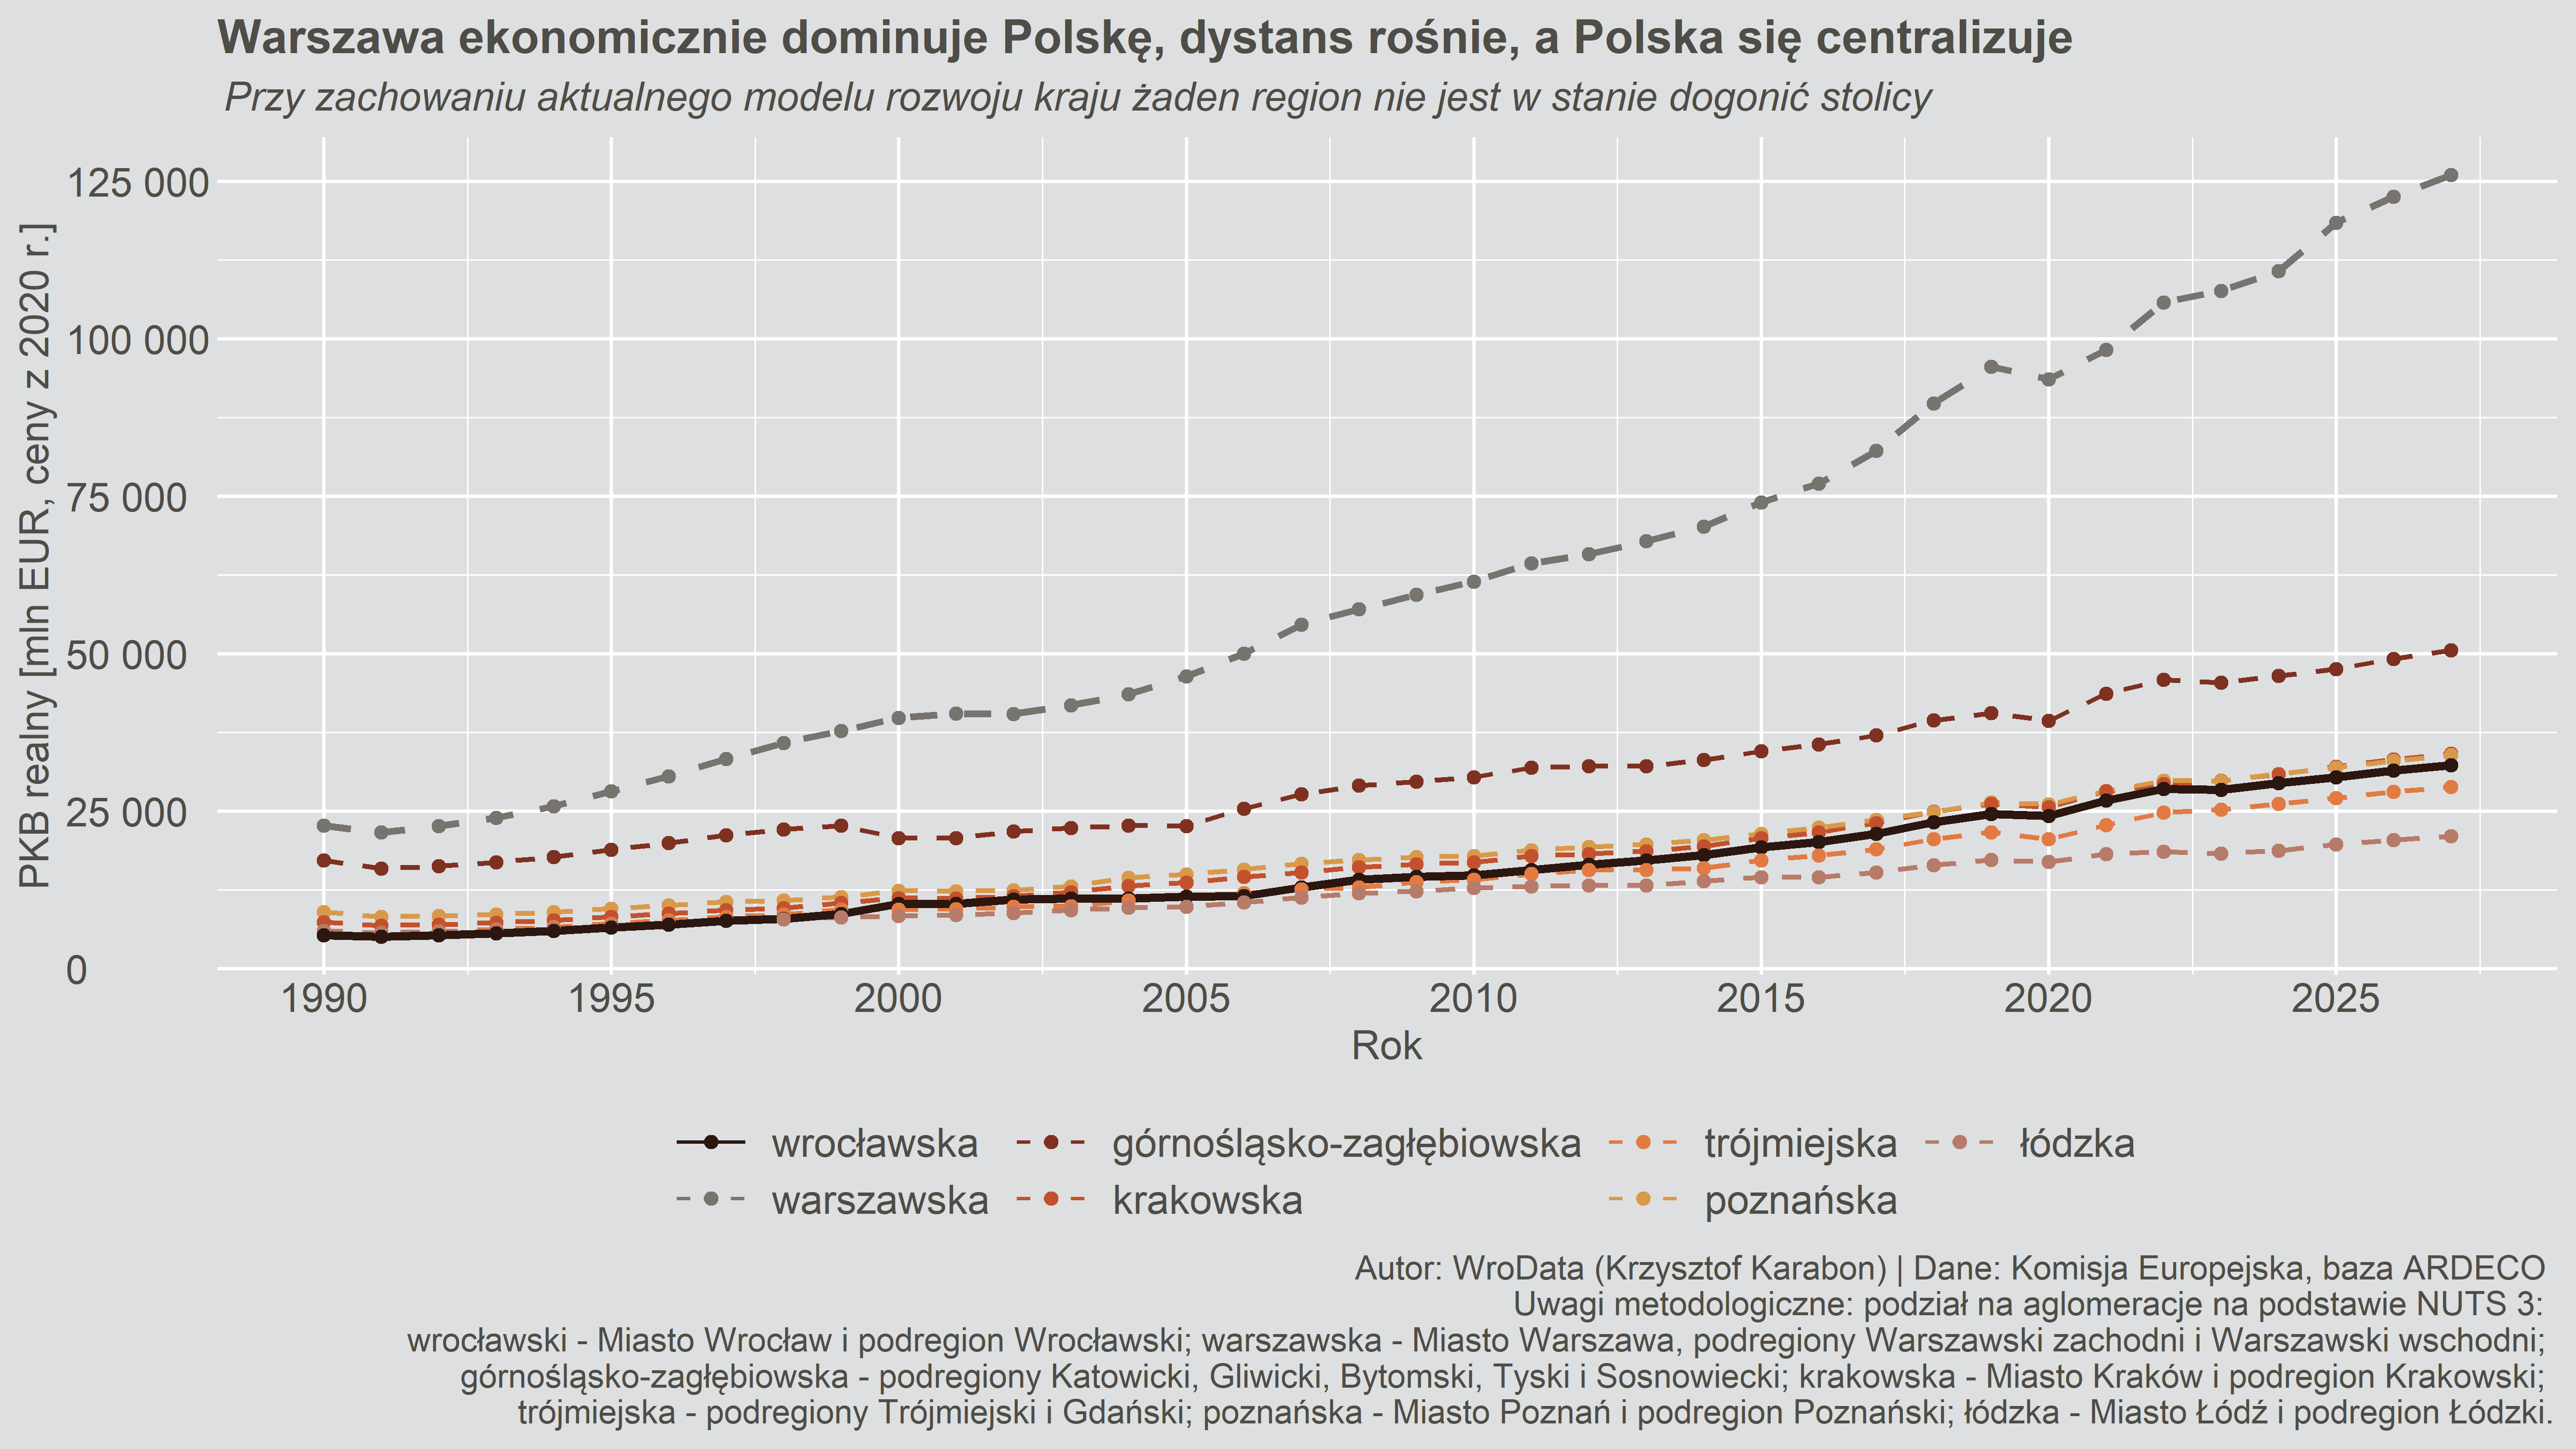 Warszawa ekonomicznie dominuje Polskę, dystans rośnie, a Polska się centralizuje
Przy zachowaniu aktualnego modelu rozwoju kraju żaden region nie jest w stanie dogonić stolicy
PKB realny [mln EUR, ceny z 2020 r.]
125 000
100 000
75 000
50 000
25 000
0
1990 1995 2000 2005 2010 2015 2020 2025
Rok
wrocławska górnośląsko-zagłębiowska trójmiejska łódzka
warszawska krakowska poznańska
Autor: WroData (Krzysztof Karabon) | Dane: Komisja Europejska, baza ARDECO
Uwagi metodologiczne: podział na aglomeracje na podstawie NUTS 3:
wrocławski - Miasto Wrocław i podregion Wrocławski; warszawska - Miasto Warszawa, podregiony Warszawski zachodni i Warszawski wschodni;
górnośląsko-zagłębiowska - podregiony Katowicki, Gliwicki, Bytomski, Tyski i Sosnowiecki; krakowska - Miasto Kraków i podregion Krakowski;
trójmiejska - podregiony Trójmiejski i Gdański; poznańska - Miasto Poznań i podregion Poznański; łódzka - Miasto Łódź i podregion Łódzki.